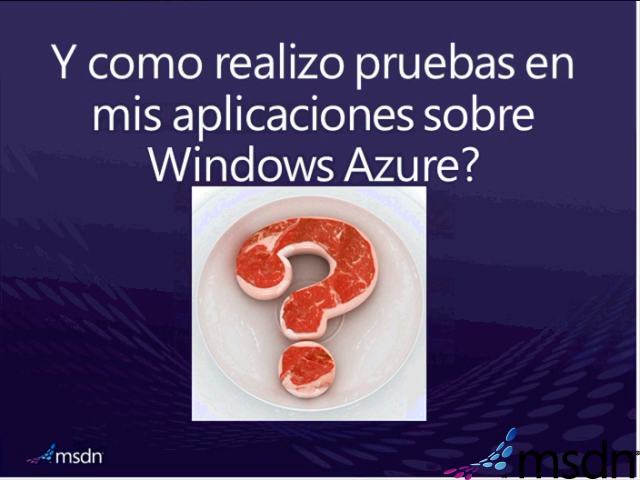 Y como realizo pruebas en
mis aplicaciones sobre
Windows Azure?
msdn
msdn